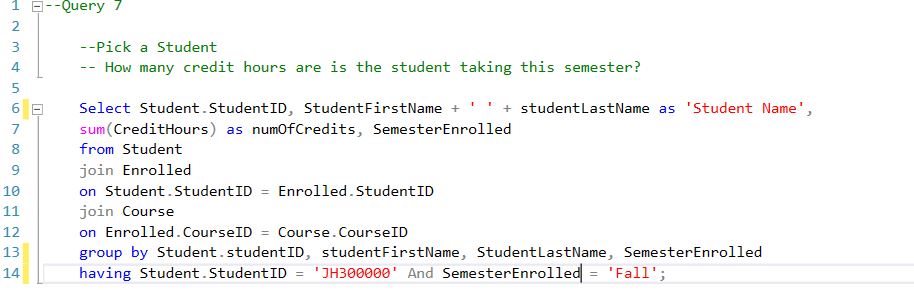 1 --Query 7
2
3 --Pick a Student
4 -- How many credit hours are is the student taking this semester?
5
6 Select Student.StudentID, StudentFirstName + ' ' + studentLastName as 'Student Name',
7 sum(CreditHours) as numOfCredits, SemesterEnrolled
8 from Student
9 join Enrolled
10 on Student.StudentID = Enrolled.StudentID
11 join Course
12 on Enrolled.CourseID = Course.CourseID
13 group by Student.studentID, studentFirstName, StudentLastName, SemesterEnrolled
14 having Student.StudentID = 'JH300000' And SemesterEnrolled = 'Fall';